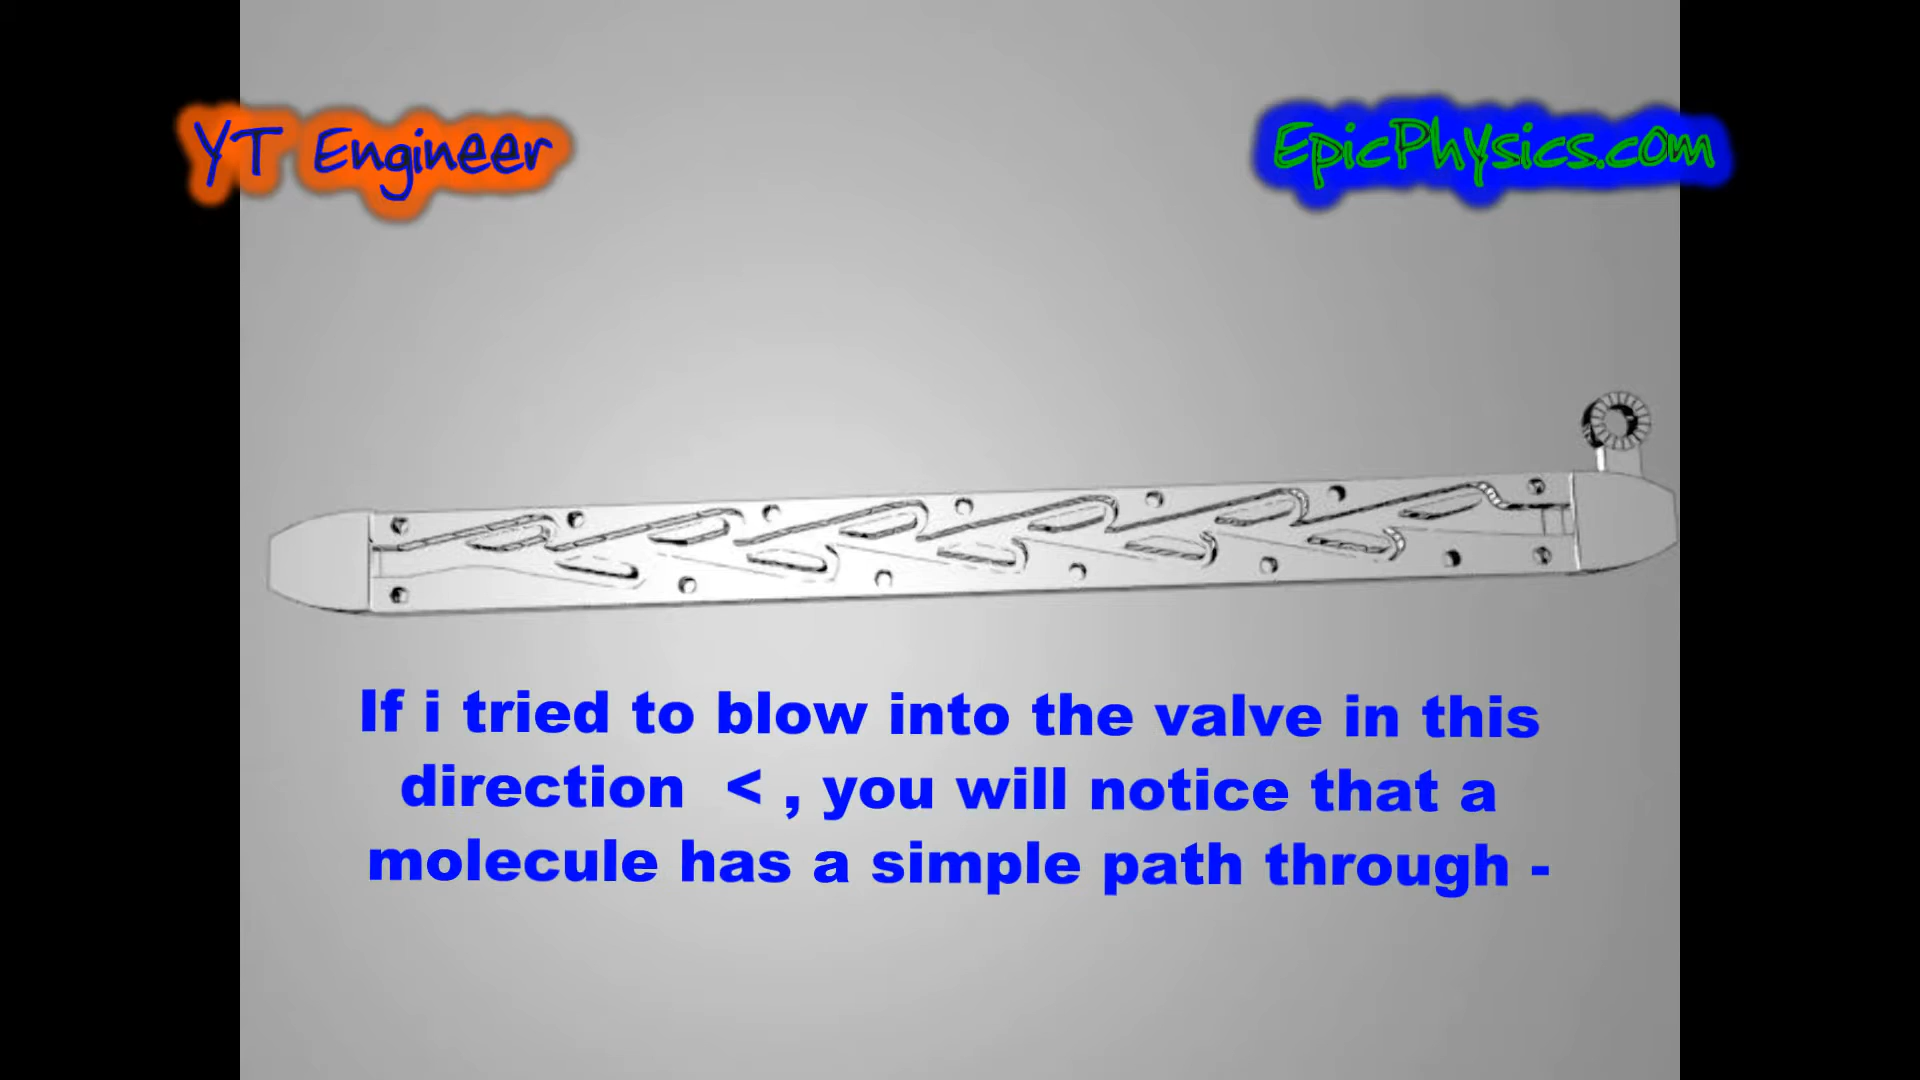 YT Engineer
EpicPhysics.com
If i tried to blow into the valve in this
direction  < , you will notice that a
molecule has a simple path through -